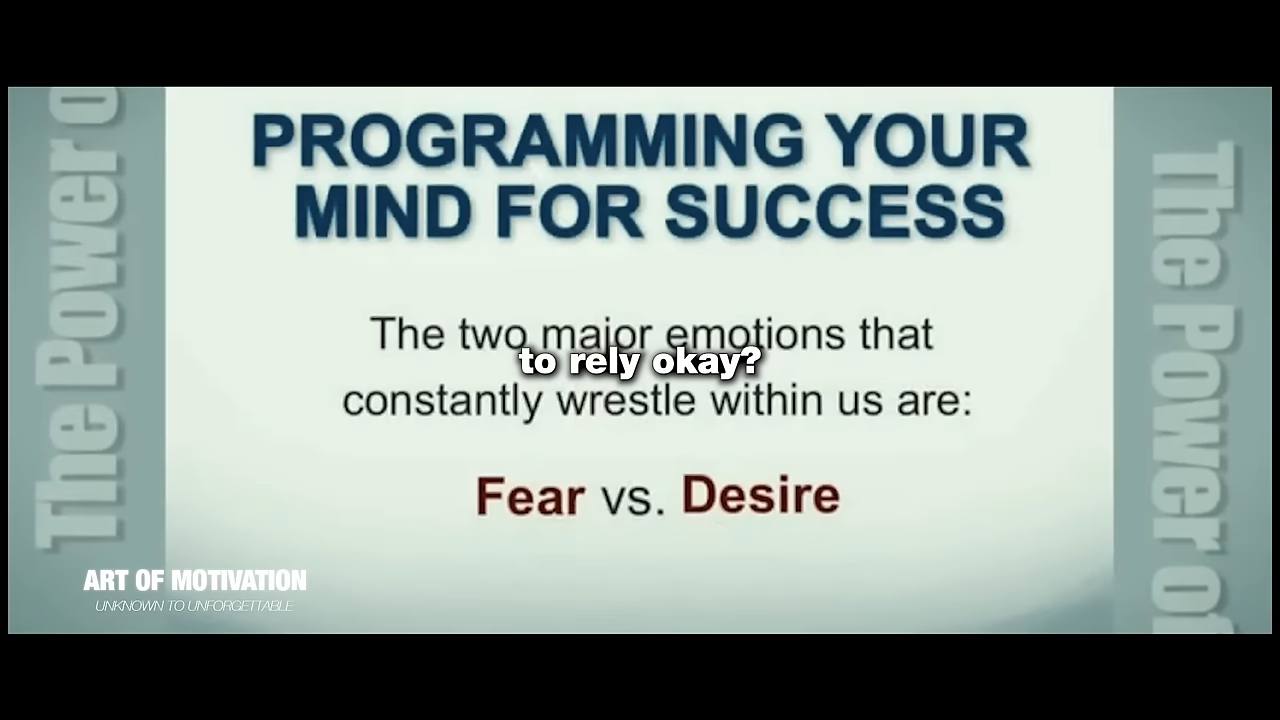 The Power o
PROGRAMMING YOUR
MIND FOR SUCCESS
The two major emotions that
to rely okay?
constantly wrestle within us are:
Fear vs. Desire
ART OF MOTIVATION
UNKNOWN TO UNFORGETTABLE
The Power of